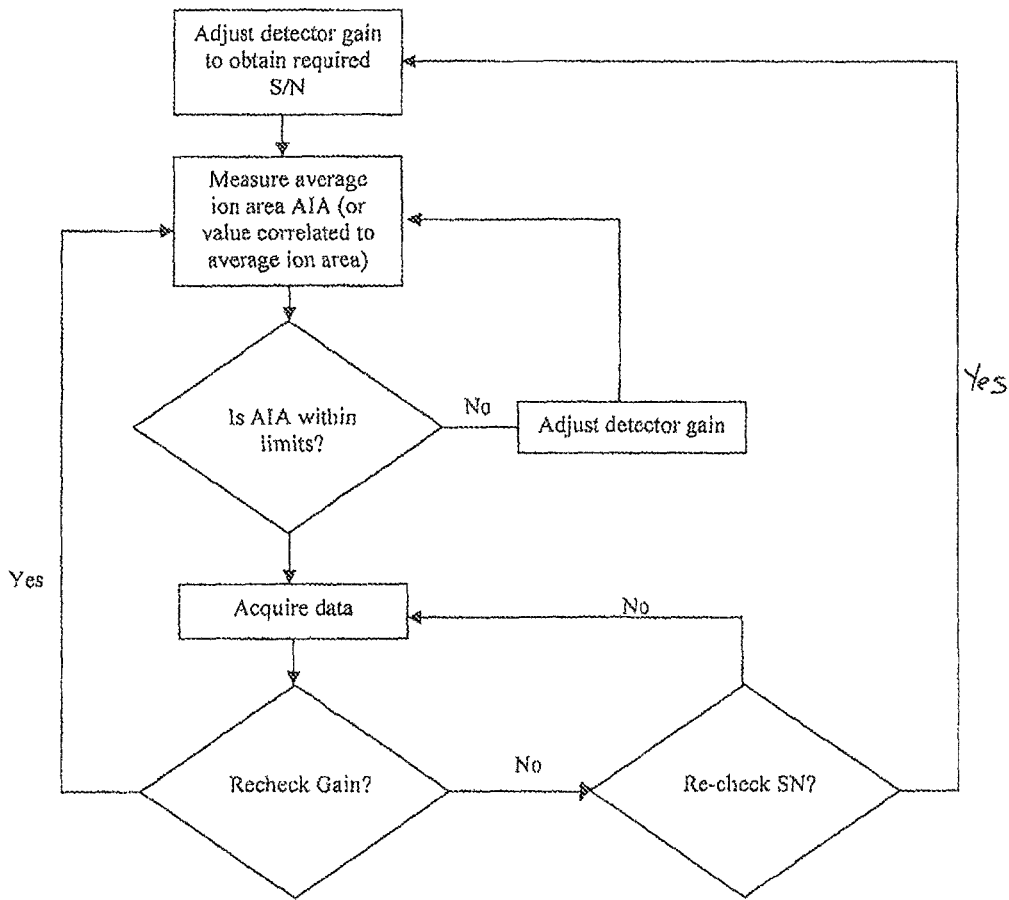 Adjust detector gain
to obtain required
S/N
Measure average
ion area AIA (or
value correlated to
average ion area)
Is AIA within
limits?
No
Adjust detector gain
Yes
Yes
Acquire data
No
Recheck Gain?
No
Re-check SN?